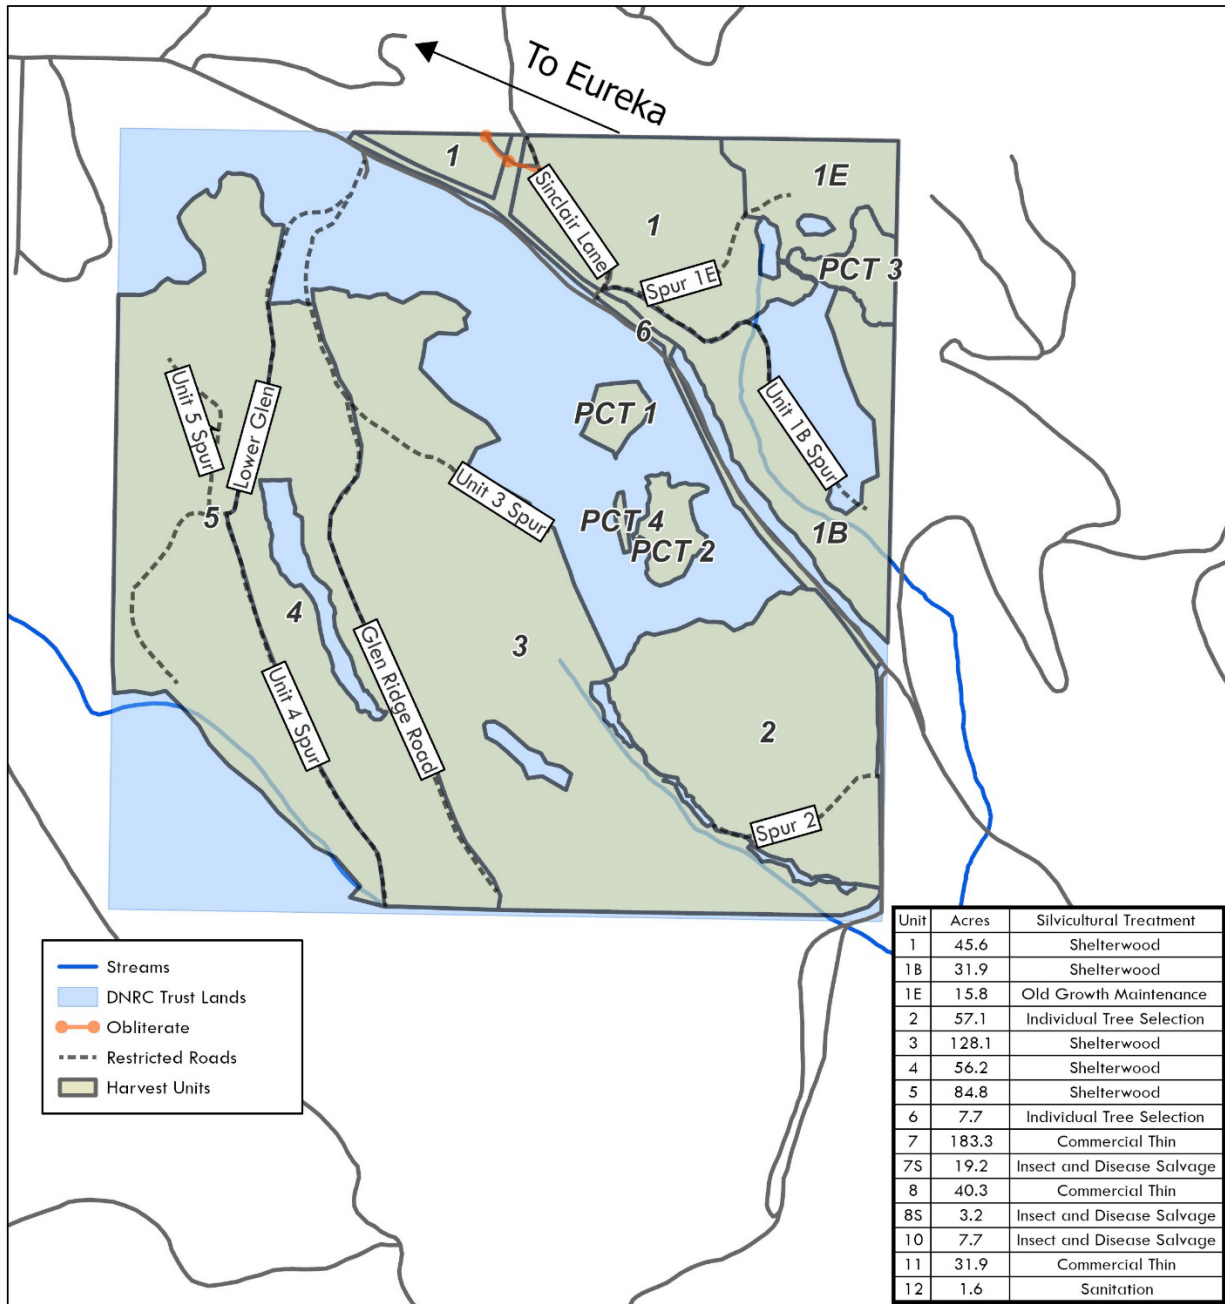 To Eureka
1
1E
Sinclair Lane
1
PCT 3
Spur 1E
6
Unit 5 Spur
Lower Glen
PCT 1
Unit 1B Spur
Unit 3 Spur
5
PCT 4
PCT 2
1B
4
3
Glen Ridge Road
Unit 4 Spur
2
Spur 2
Streams
DNRC Trust Lands
Obliterate
Restricted Roads
Harvest Units
Unit Acres Silvicultural Treatment
1 45.6 Shelterwood
1B 31.9 Shelterwood
1E 15.8 Old Growth Maintenance
2 57.1 Individual Tree Selection
3 128.1 Shelterwood
4 56.2 Shelterwood
5 84.8 Shelterwood
6 7.7 Individual Tree Selection
7 183.3 Commercial Thin
7S 19.2 Insect and Disease Salvage
8 40.3 Commercial Thin
8S 3.2 Insect and Disease Salvage
10 7.7 Insect and Disease Salvage
11 31.9 Commercial Thin
12 1.6 Sanitation